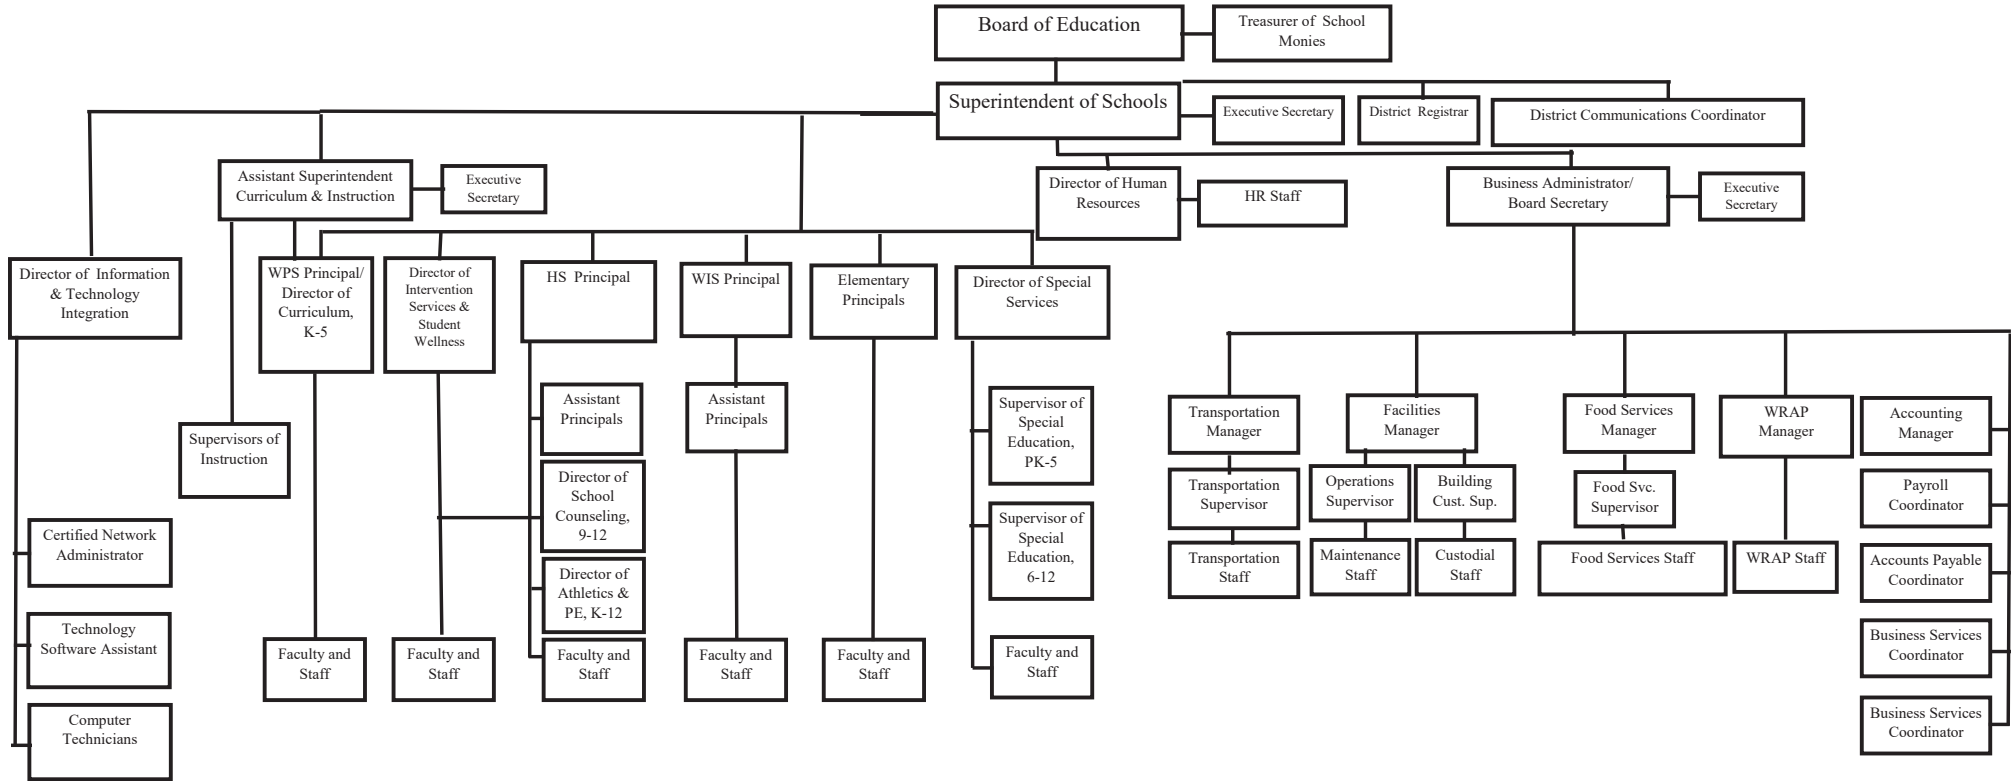 Board of Education
Treasurer of School
Monies
Superintendent of Schools
Executive Secretary
District Registrar
District Communications Coordinator
Assistant Superintendent
Curriculum & Instruction
Executive
Secretary
Director of Human
Resources
HR Staff
Business Administrator/
Board Secretary
Executive
Secretary
Director of Information
& Technology
Integration
WPS Principal/
Director of
Curriculum,
K-5
Director of
Intervention
Services &
Student
Wellness
HS Principal
WIS Principal
Elementary
Principals
Director of Special
Services
Supervisors of
Instruction
Assistant
Principals
Director of
School
Counseling,
9-12
Director of
Athletics &
PE, K-12
Assistant
Principals
Supervisor of
Special
Education,
PK-5
Supervisor of
Special
Education,
6-12
Transportation
Manager
Facilities
Manager
Food Services
Manager
WRAP
Manager
Accounting
Manager
Transportation
Supervisor
Operations
Supervisor
Building
Cust. Sup.
Food Svc.
Supervisor
Payroll
Coordinator
Transportation
Staff
Maintenance
Staff
Custodial
Staff
Food Services Staff
WRAP Staff
Accounts Payable
Coordinator
Business Services
Coordinator
Business Services
Coordinator
Certified Network
Administrator
Technology
Software Assistant
Computer
Technicians
Faculty and
Staff
Faculty and
Staff
Faculty and
Staff
Faculty and
Staff
Faculty and
Staff
Faculty and
Staff